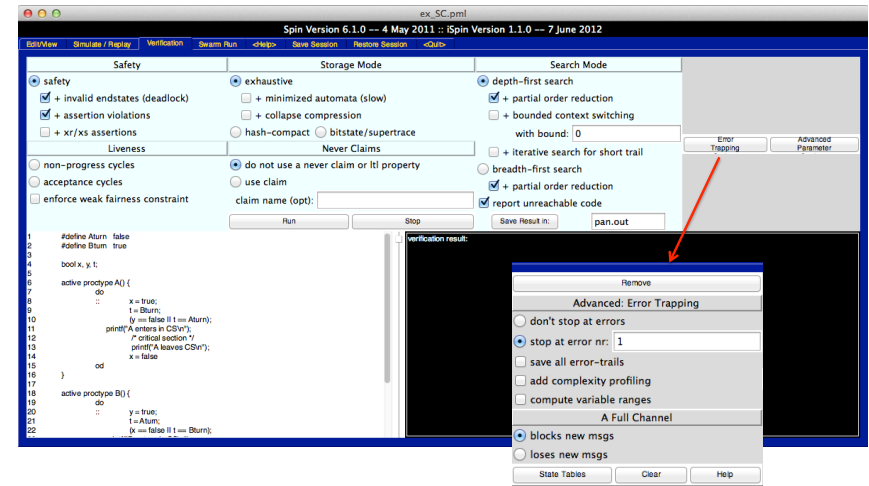 ex_SC.pml
Spin Version 6.1.0 -- 4 May 2011 :: iSpin Version 1.1.0 -- 7 June 2012
Edit/View Simulate / Replay Verification Swarm Run <Help> Save Session Restore Session <Quit>
Safety
safety
+ invalid endstates (deadlock)
+ assertion violations
+ xr/xs assertions
Liveness
non-progress cycles
acceptance cycles
enforce weak fairness constraint
Storage Mode
exhaustive
+ minimized automata (slow)
+ collapse compression
hash-compact bitstate/supertrace
Never Claims
do not use a never claim or ltl property
use claim
claim name (opt):
Run Stop
Search Mode
depth-first search
+ partial order reduction
+ bounded context switching
with bound: 0
+ iterative search for short trail
breadth-first search
+ partial order reduction
report unreachable code
Save Result in: pan.out
Error
Trapping
Advanced
Parameter
1 #define Aturn false
2 #define Bturn true
3
4 bool x, y, t;
5
6 active proctype A() {
7 do
8 :: x = true;
9 t = Bturn;
10 (y == false || t == Aturn);
11 printf("A enters in CS\n");
12 /* critical section */
13 printf("A leaves CS\n");
14 x = false
15 od
16 }
17
18 active proctype B() {
19 do
20 :: y = true;
21 t = Aturn;
22 (x == false || t == Bturn);
verification result:
Remove
Advanced: Error Trapping
don't stop at errors
stop at error nr: 1
save all error-trails
add complexity profiling
compute variable ranges
A Full Channel
blocks new msgs
loses new msgs
State Tables Clear Help